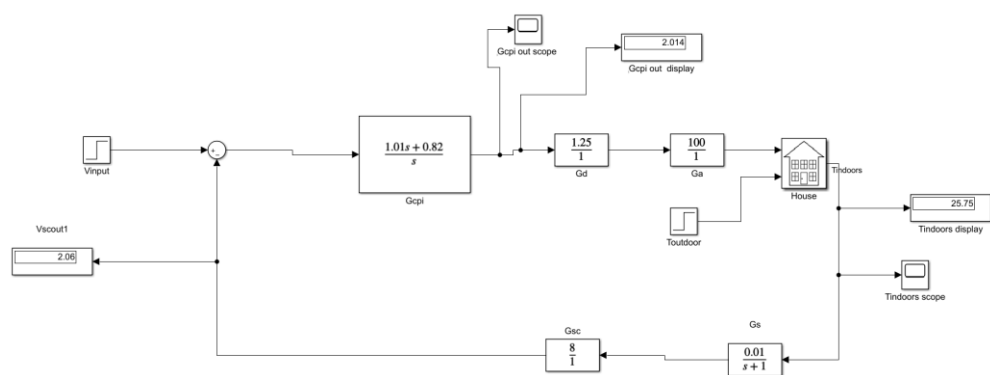 Gcpi out scope
2.014
Gcpi out display
Vinput
+
−
1.01s + 0.82
s
Gcpi
1.25
1
Gd
100
1
Ga
Tindoors
House
Toutdoor
25.75
Tindoors display
Tindoors scope
Vscout1
2.06
Gsc
8
1
Gs
0.01
s + 1